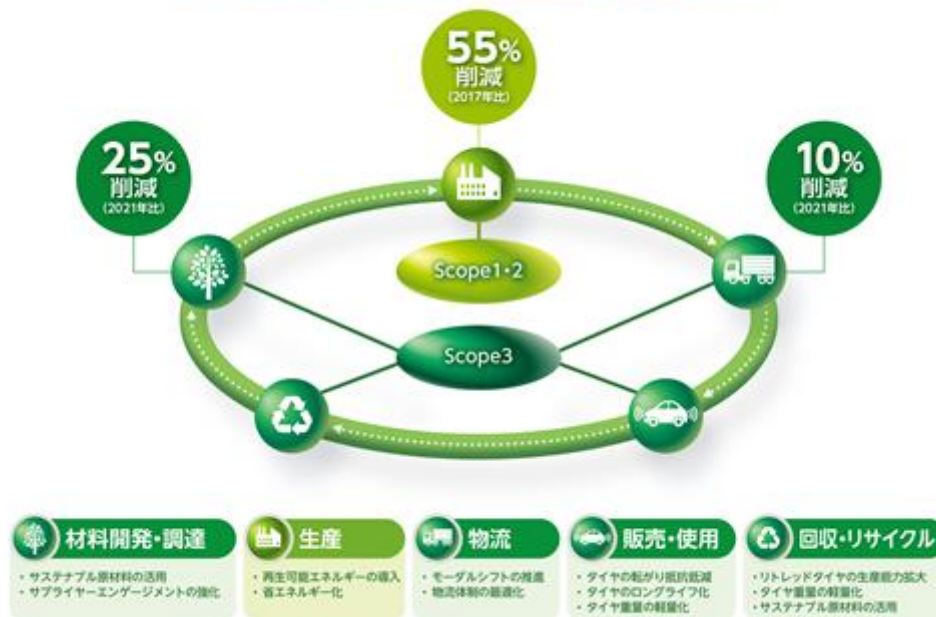 55%
削減
(2017年比)
25%
削減
(2021年比)
10%
削減
(2021年比)
Scope1・2
Scope3
材料開発・調達
・サステナブル原材料の活用
・サプライヤーエンゲージメントの強化
生産
・再生可能エネルギーの導入
・省エネルギー化
物流
・モーダルシフトの推進
・物流体制の最適化
販売・使用
・タイヤの転がり抵抗低減
・タイヤのロングライフ化
・タイヤ重量の軽量化
回収・リサイクル
・リトレッドタイヤの生産能力拡大
・タイヤ重量の軽量化
・サステナブル原材料の活用